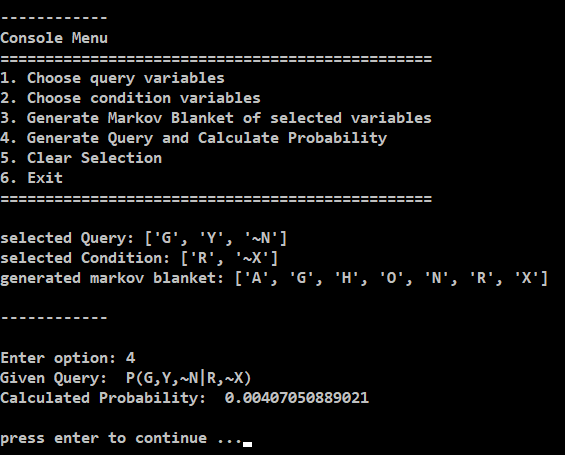 ------------
Console Menu
================================================
1. Choose query variables
2. Choose condition variables
3. Generate Markov Blanket of selected variables
4. Generate Query and Calculate Probability
5. Clear Selection
6. Exit
================================================
selected Query: ['G', 'Y', '~N']
selected Condition: ['R', '~X']
generated markov blanket: ['A', 'G', 'H', 'O', 'N', 'R', 'X']
------------
Enter option: 4
Given Query:  P(G,Y,~N|R,~X)
Calculated Probability:  0.00407050889021
press enter to continue ...